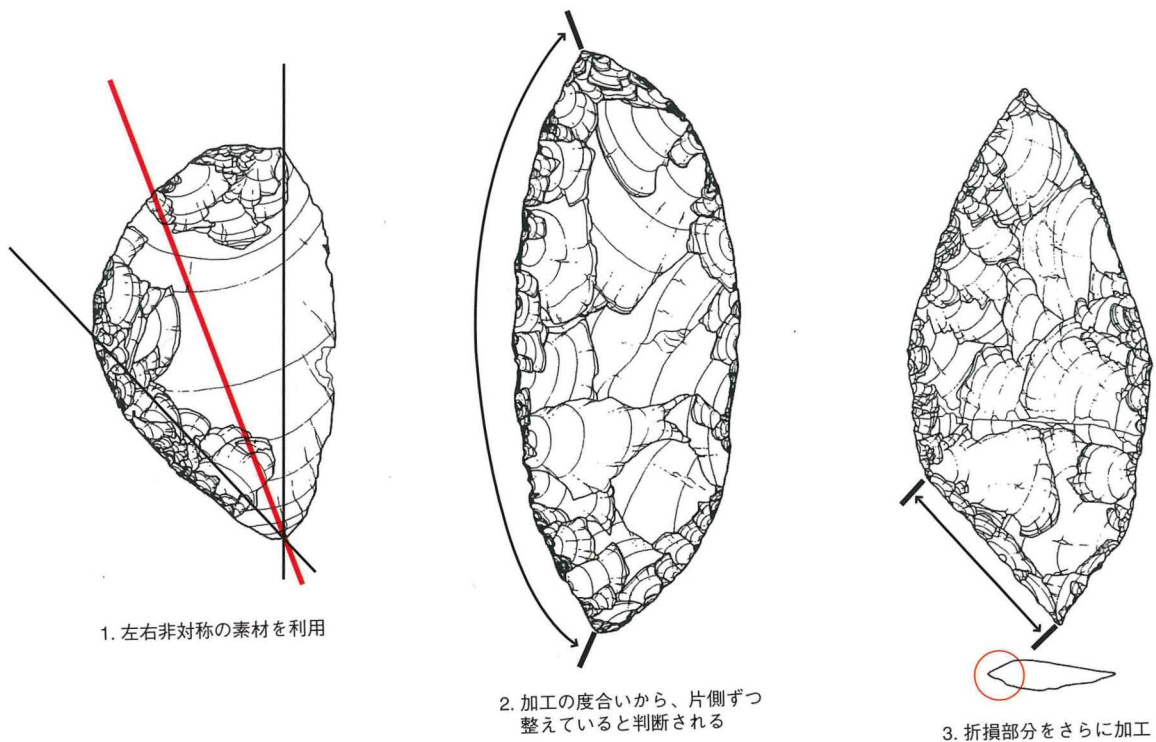 1. 左右非対称の素材を利用
2. 加工の度合いから、片側ずつ
整えていると判断される
3. 折損部分をさらに加工